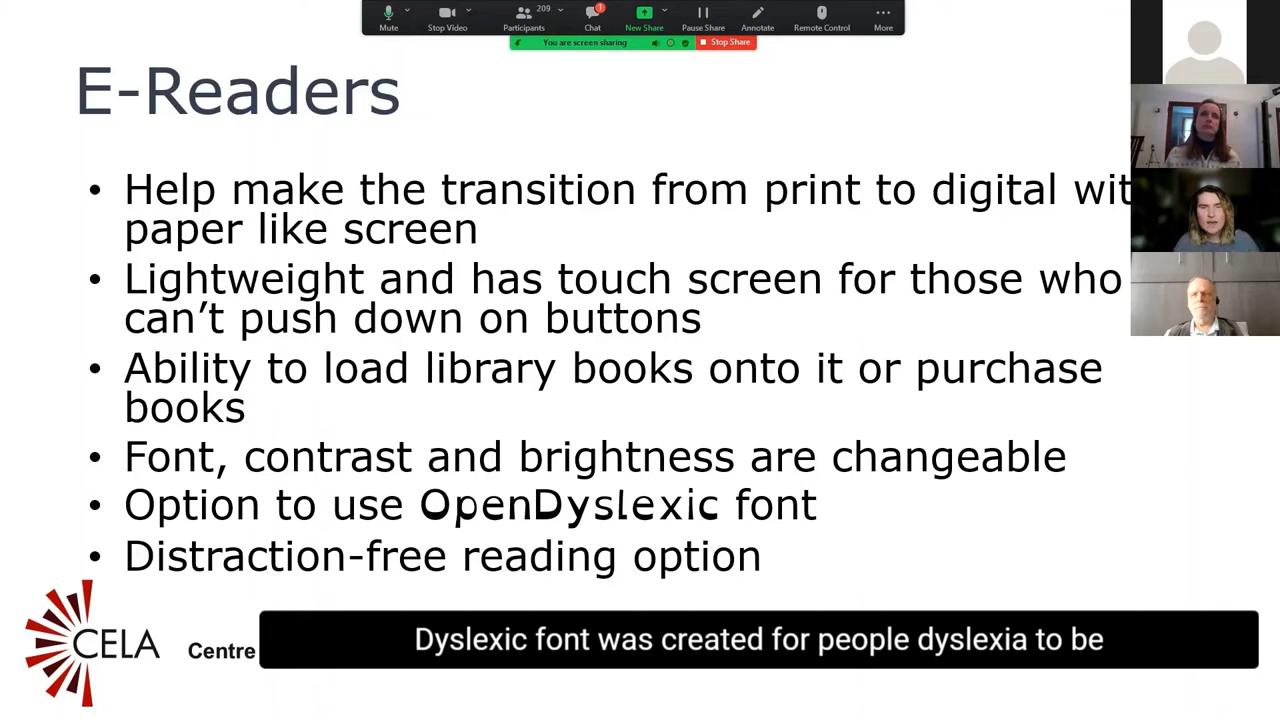 209
1
Mute
Stop Video
Participants
Chat
New Share
Pause Share
Annotate
Remote Control
More
You are screen sharing
Stop Share
E-Readers
• Help make the transition from print to digital wit
paper like screen
• Lightweight and has touch screen for those who
can’t push down on buttons
• Ability to load library books onto it or purchase
books
• Font, contrast and brightness are changeable
• Option to use OpenDyslexic font
• Distraction-free reading option
CELA
Centre
Dyslexic font was created for people dyslexia to be